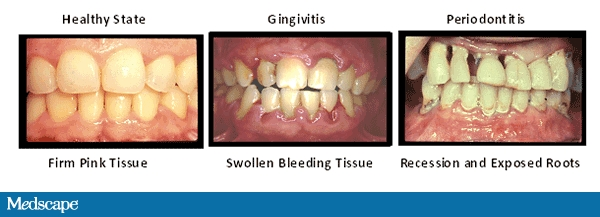 Healthy State
Gingivitis
Periodontitis
Firm Pink Tissue
Swollen Bleeding Tissue
Recession and Exposed Roots
Medscape